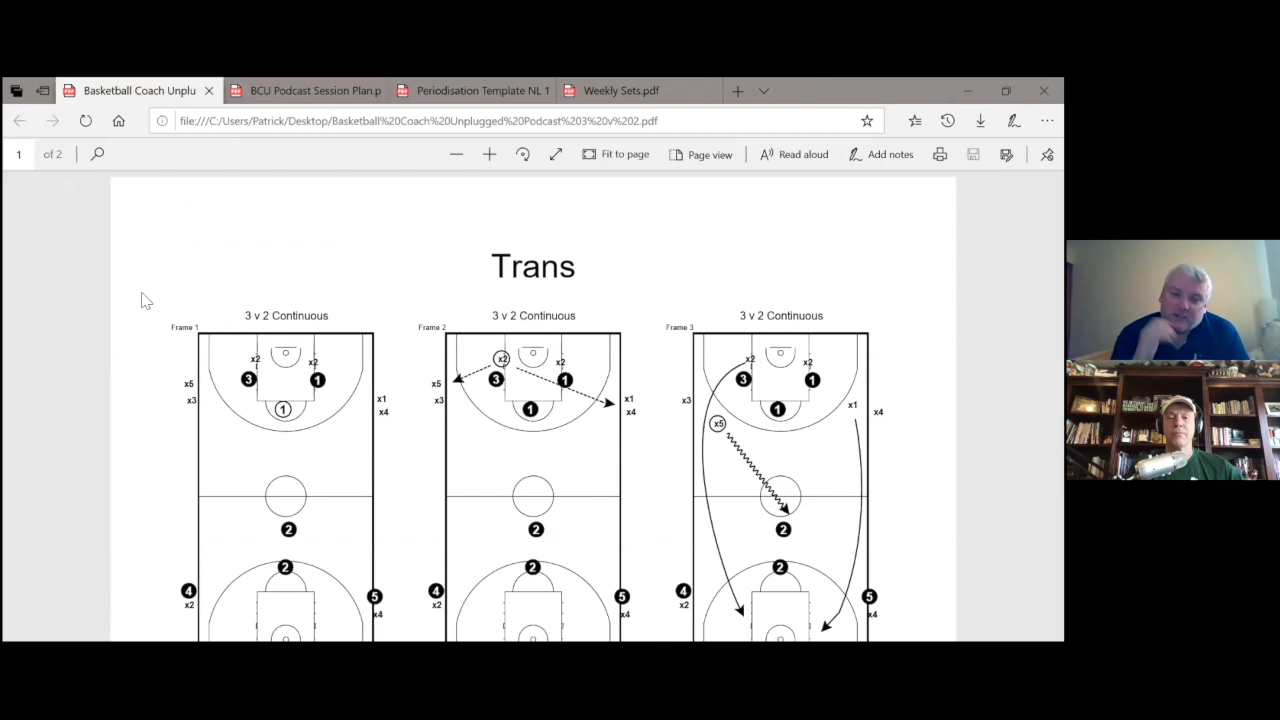 Basketball Coach Unplu
BCU Podcast Session Plan.p
Periodisation Template NL 1
Weekly Sets.pdf
file:///C:/Users/Patrick/Desktop/Basketball%20Coach%20Unplugged%20Podcast%203%20v%202.pdf
1 of 2
Fit to page
Page view
Read aloud
Add notes
Trans
3 v 2 Continuous
3 v 2 Continuous
3 v 2 Continuous
Frame 1
Frame 2
Frame 3
x2 x2
x2 x2
x2 x2
3 1
3 1
3 1
x5
x3
x5
x3
x3
1
1
1
x1
x4
x1
x4
x1
x4
x5
2
2
2
2
2
2
4
x2
5
x4
4
x2
5
x4
4
x2
5
x4